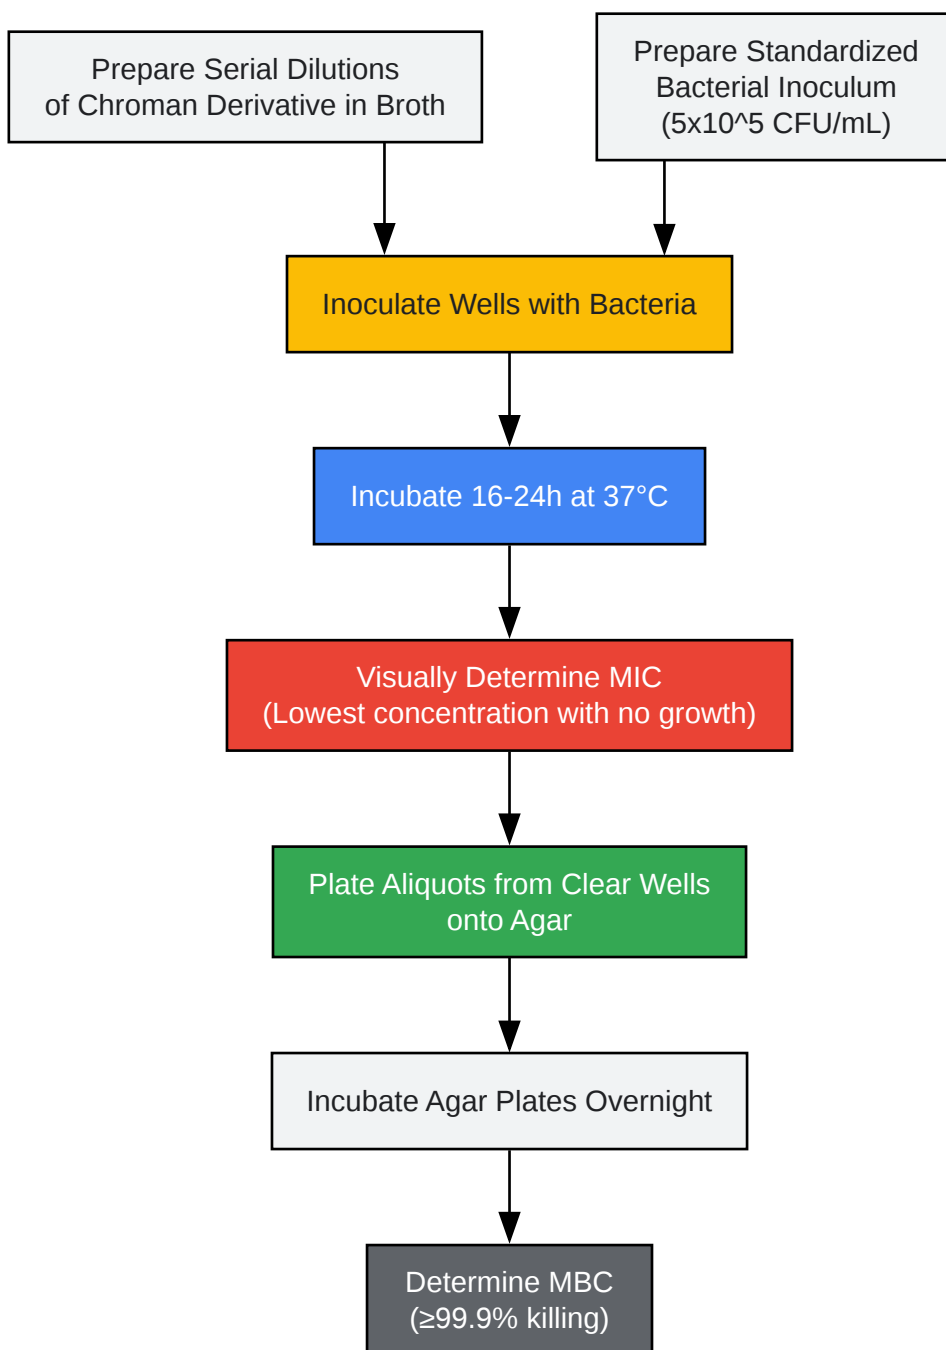 Prepare Serial Dilutions
of Chroman Derivative in Broth
Prepare Standardized
Bacterial Inoculum
(5x10^5 CFU/mL)
Inoculate Wells with Bacteria
Incubate 16-24h at 37°C
Visually Determine MIC
(Lowest concentration with no growth)
Plate Aliquots from Clear Wells
onto Agar
Incubate Agar Plates Overnight
Determine MBC
(≥99.9% killing)